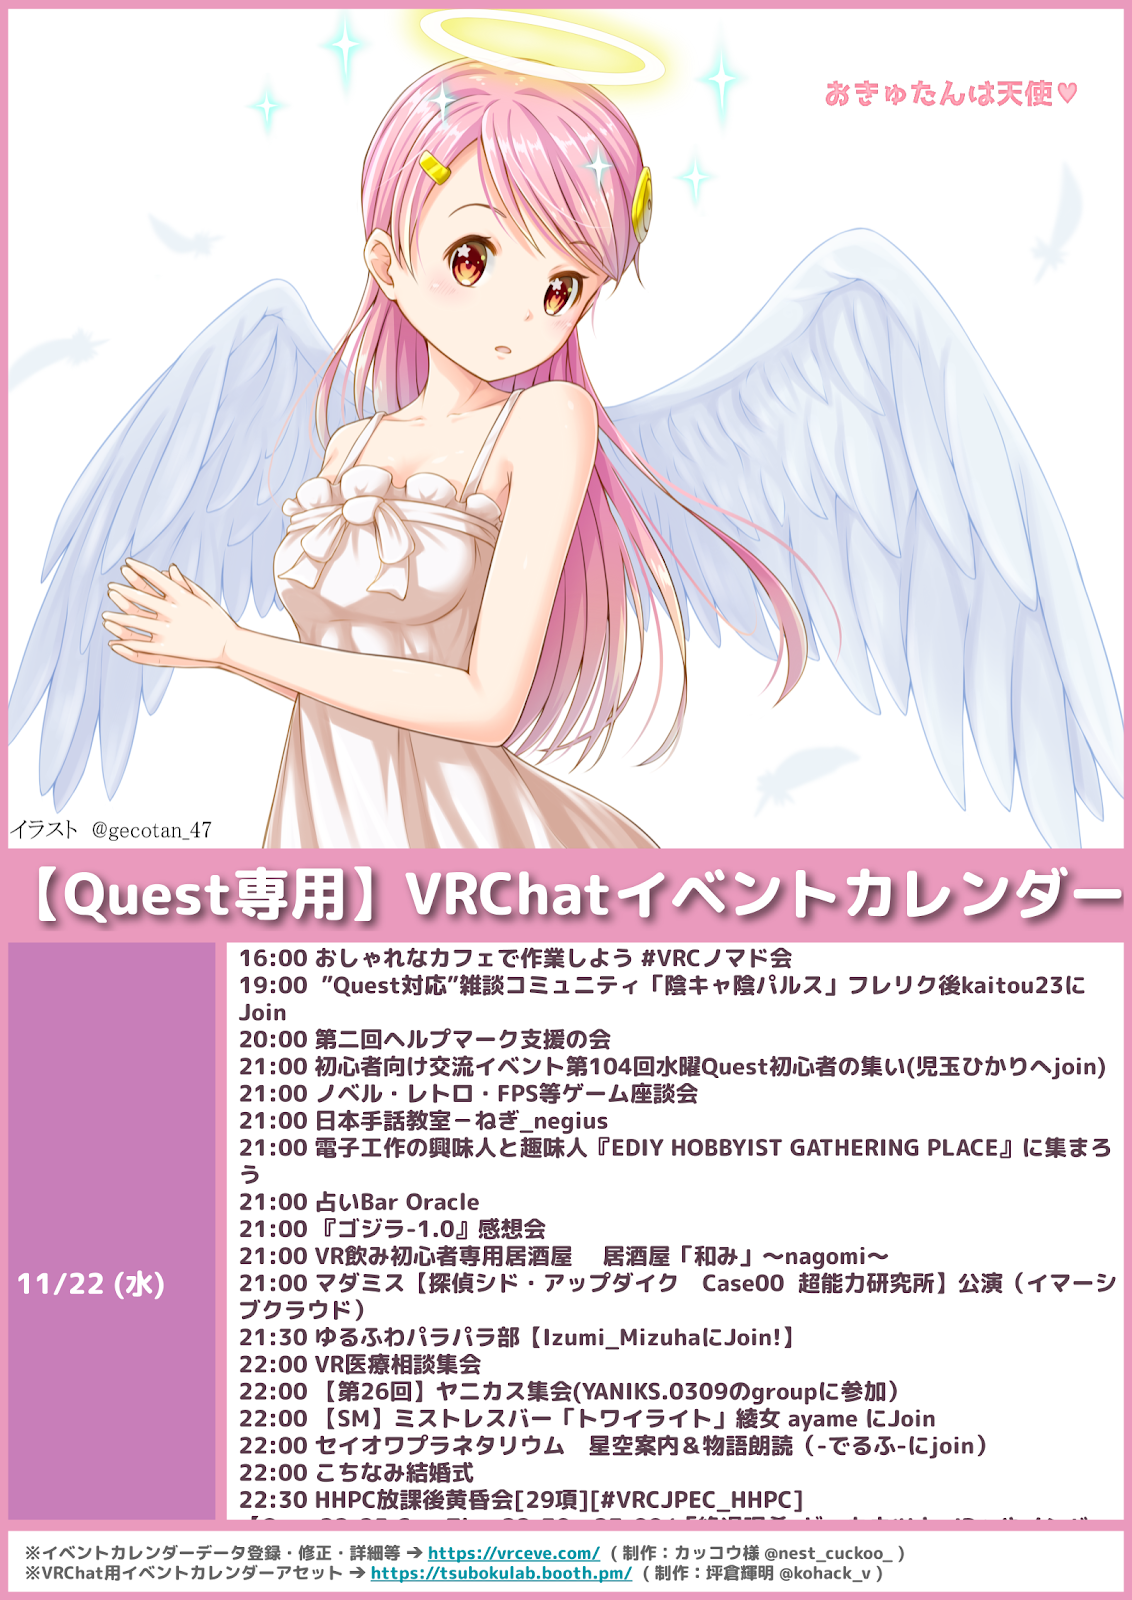 おきゅたんは天使♥
イラスト @gecotan_47
【Quest専用】VRChatイベントカレンダー
11/22 (水)
16:00 おしゃれなカフェで作業しよう #VRCノマド会
19:00 ”Quest対応”雑談コミュニティ「陰キャ陰パルス」フレリク後kaitou23に
Join
20:00 第二回ヘルプマーク支援の会
21:00 初心者向け交流イベント第104回水曜Quest初心者の集い(児玉ひかりへjoin)
21:00 ノベル・レトロ・FPS等ゲーム座談会
21:00 日本手話教室－ねぎ_negius
21:00 電子工作の興味人と趣味人『EDIY HOBBYIST GATHERING PLACE』に集まろ
う
21:00 占いBar Oracle
21:00 『ゴジラ-1.0』感想会
21:00 VR飲み初心者専用居酒屋　居酒屋「和み」～nagomi～
21:00 マダミス【探偵シド・アップダイク　Case00 超能力研究所】公演（イマーシ
ブクラウド）
21:30 ゆるふわパラパラ部【Izumi_MizuhaにJoin!】
22:00 VR医療相談集会
22:00 【第26回】ヤニカス集会(YANIKS.0309のgroupに参加）
22:00 【SM】ミストレスバー「トワイライト」綾女 ayame にJoin
22:00 セイオワプラネタリウム　星空案内＆物語朗読（-でるふ-にjoin）
22:00 こちなみ結婚式
22:30 HHPC放課後黄昏会[29項][#VRCJPEC_HHPC]
※イベントカレンダーデータ登録・修正・詳細等 ➔ https://vrceve.com/ （ 制作：カッコウ様 @nest_cuckoo_ ）
※VRChat用イベントカレンダーアセット ➔ https://tsubokulab.booth.pm/ （ 制作：坪倉輝明 @kohack_v ）